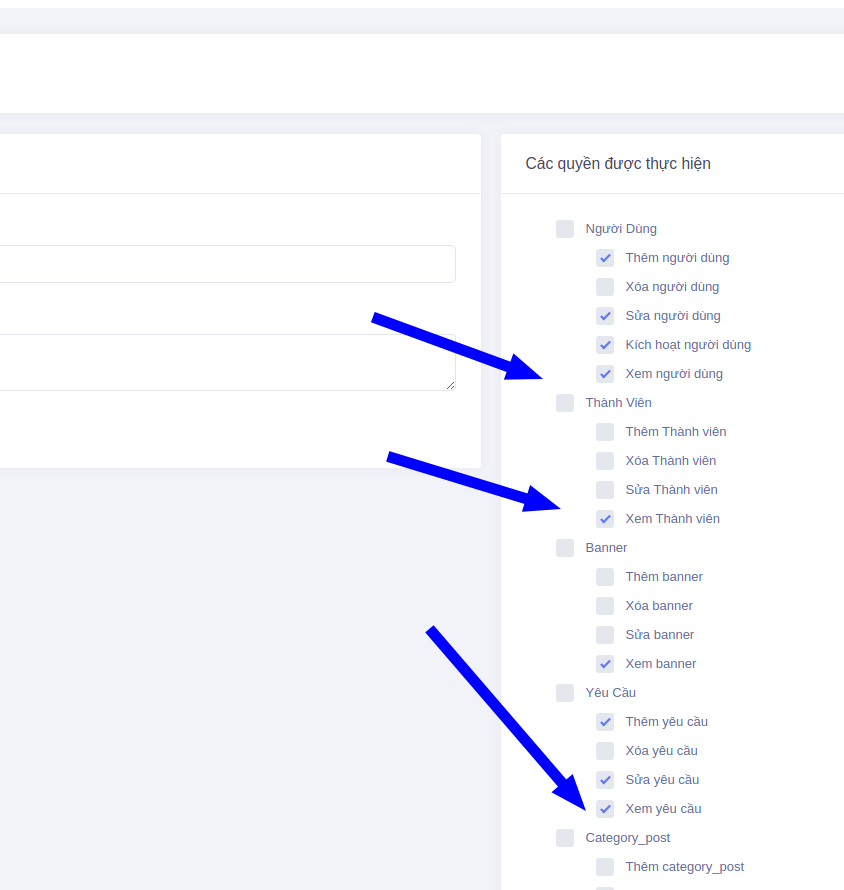 Các quyền được thực hiện
Người Dùng
Thêm người dùng
Xóa người dùng
Sửa người dùng
Kích hoạt người dùng
Xem người dùng
Thành Viên
Thêm Thành viên
Xóa Thành viên
Sửa Thành viên
Xem Thành viên
Banner
Thêm banner
Xóa banner
Sửa banner
Xem banner
Yêu Cầu
Thêm yêu cầu
Xóa yêu cầu
Sửa yêu cầu
Xem yêu cầu
Category_post
Thêm category_post